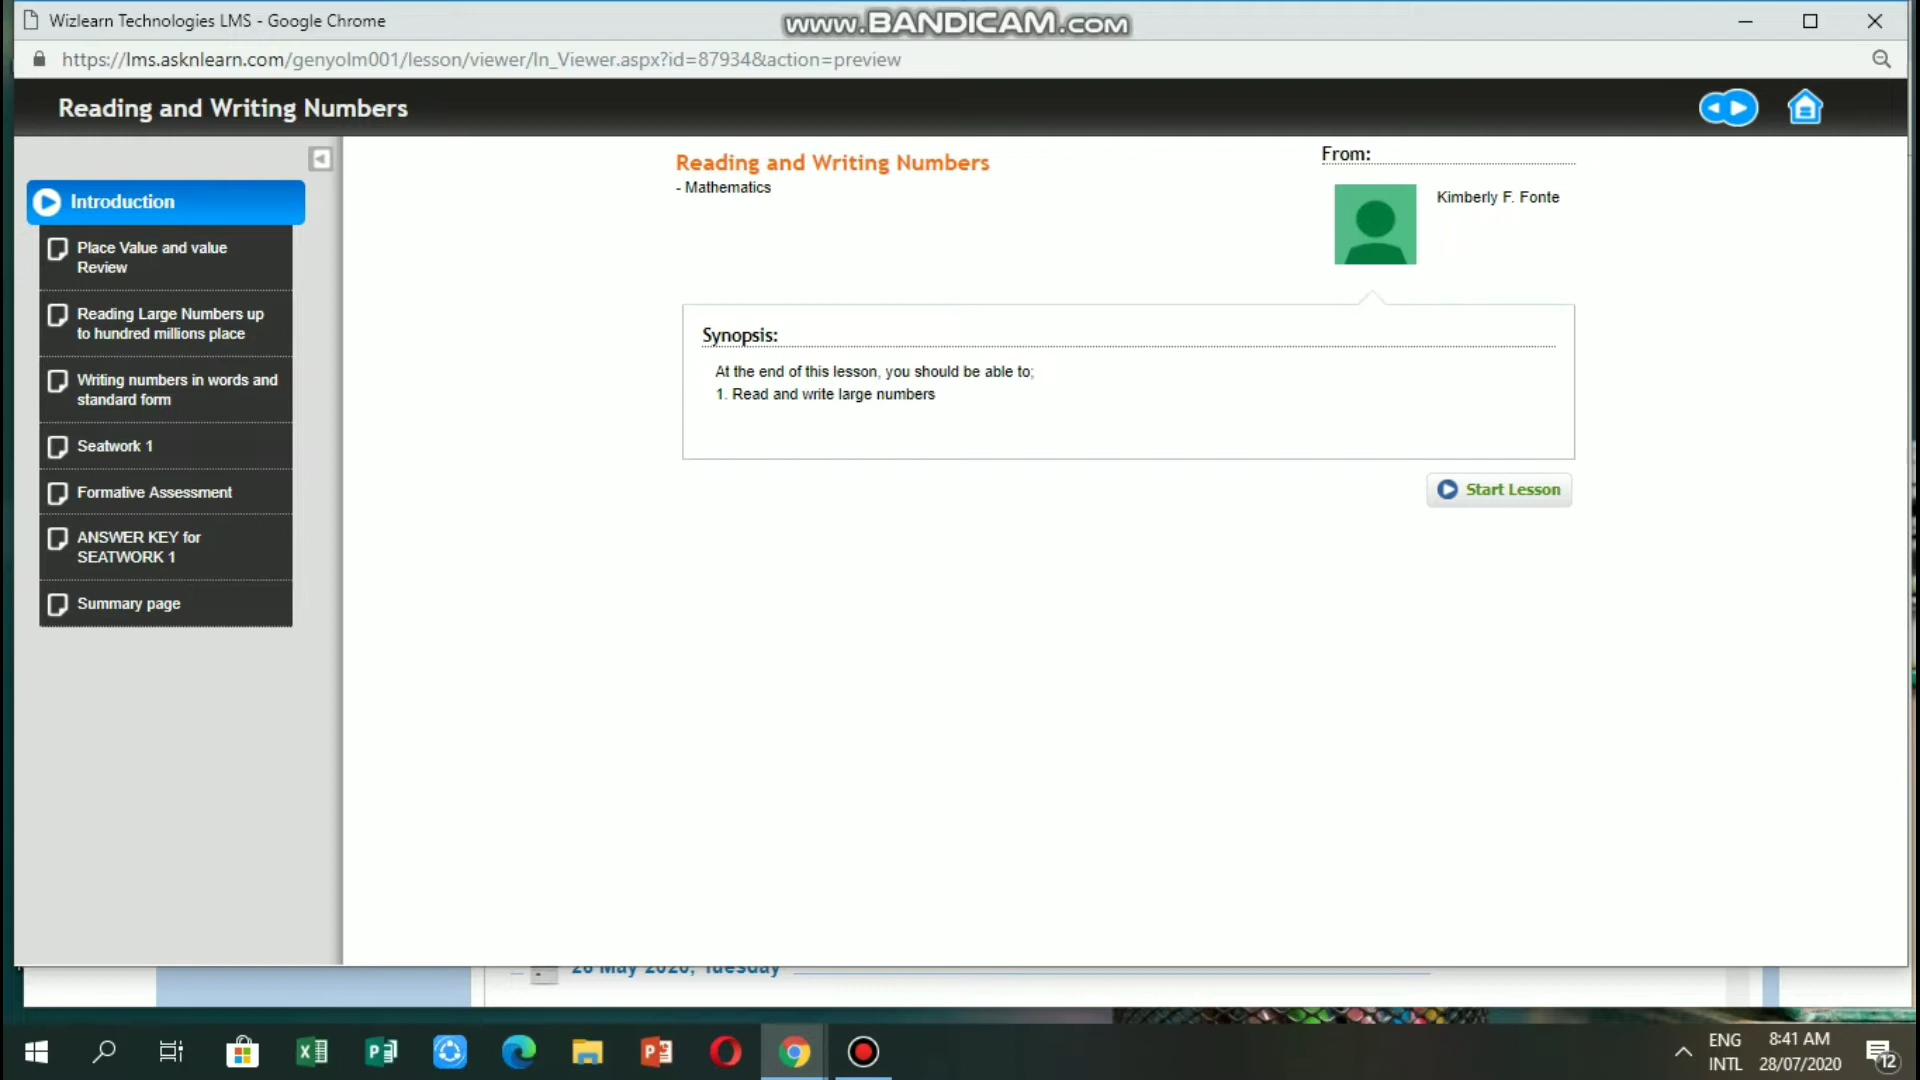 Wizlearn Technologies LMS - Google Chrome
www.BANDICAM.com
https://lms.asknlearn.com/genyolm001/lesson/viewer/ln_Viewer.aspx?id=87934&action=preview
Reading and Writing Numbers
Introduction
Place Value and value
Review
Reading Large Numbers up
to hundred millions place
Writing numbers in words and
standard form
Seatwork 1
Formative Assessment
ANSWER KEY for
SEATWORK 1
Summary page
Reading and Writing Numbers
- Mathematics
From:
Kimberly F. Fonte
Synopsis:
At the end of this lesson, you should be able to;
1. Read and write large numbers
Start Lesson
26 May 2020, Tuesday
ENG
INTL
8:41 AM
28/07/2020
12